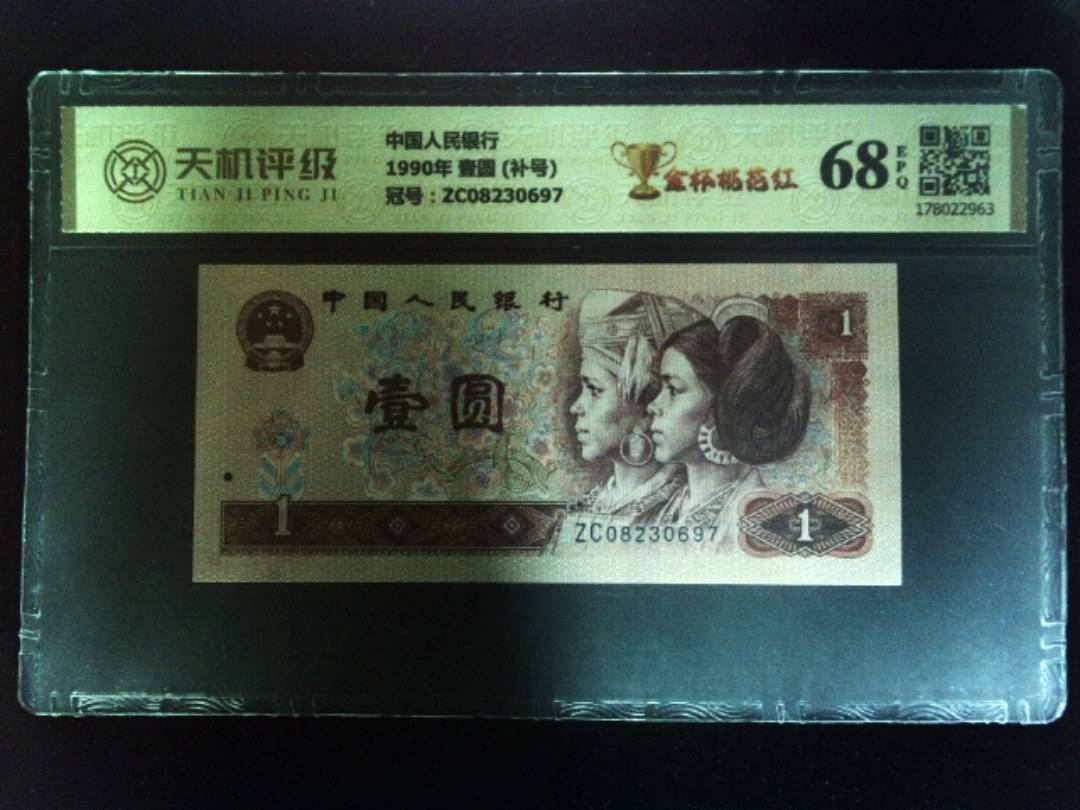 天机评级
TIAN JI PING JI
中国人民银行
1990年 壹圆 (补号)
冠号：ZC08230697
金杯桃花红
68
EPQ
178022963
中国人民银行
1
壹圆
1
ZC08230697
1